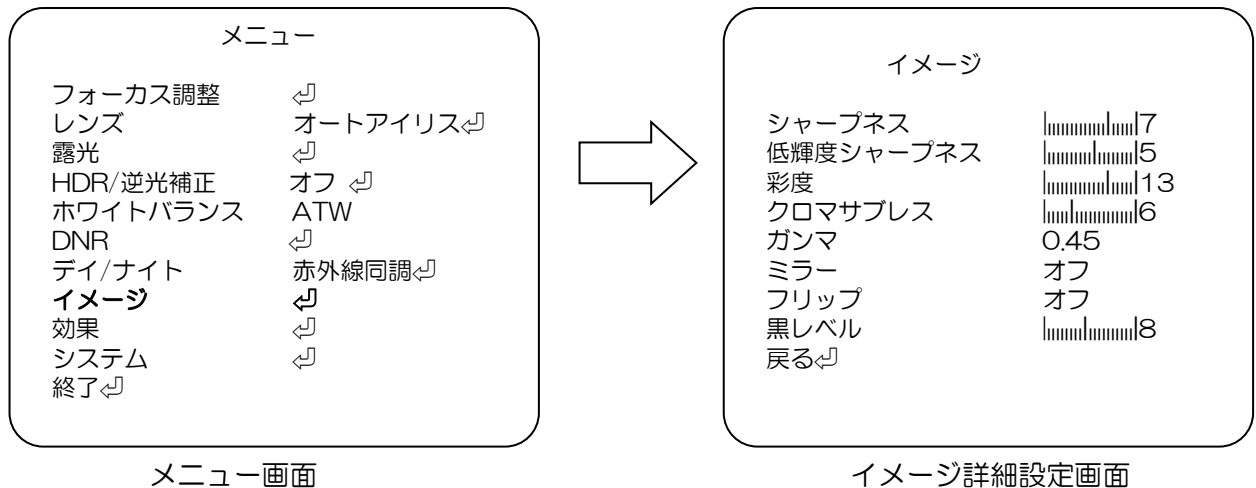 メニュー
フォーカス調整 ⏎
レンズ オートアイリス⏎
露光 ⏎
HDR/逆光補正 オフ ⏎
ホワイトバランス ATW
DNR ⏎
デイ/ナイト 赤外線同調⏎
イメージ ⏎
効果 ⏎
システム ⏎
終了⏎
メニュー画面
イメージ
シャープネス 7
低輝度シャープネス 5
彩度 13
クロマサブレス 6
ガンマ 0.45
ミラー オフ
フリップ オフ
黒レベル 8
戻る⏎
イメージ詳細設定画面